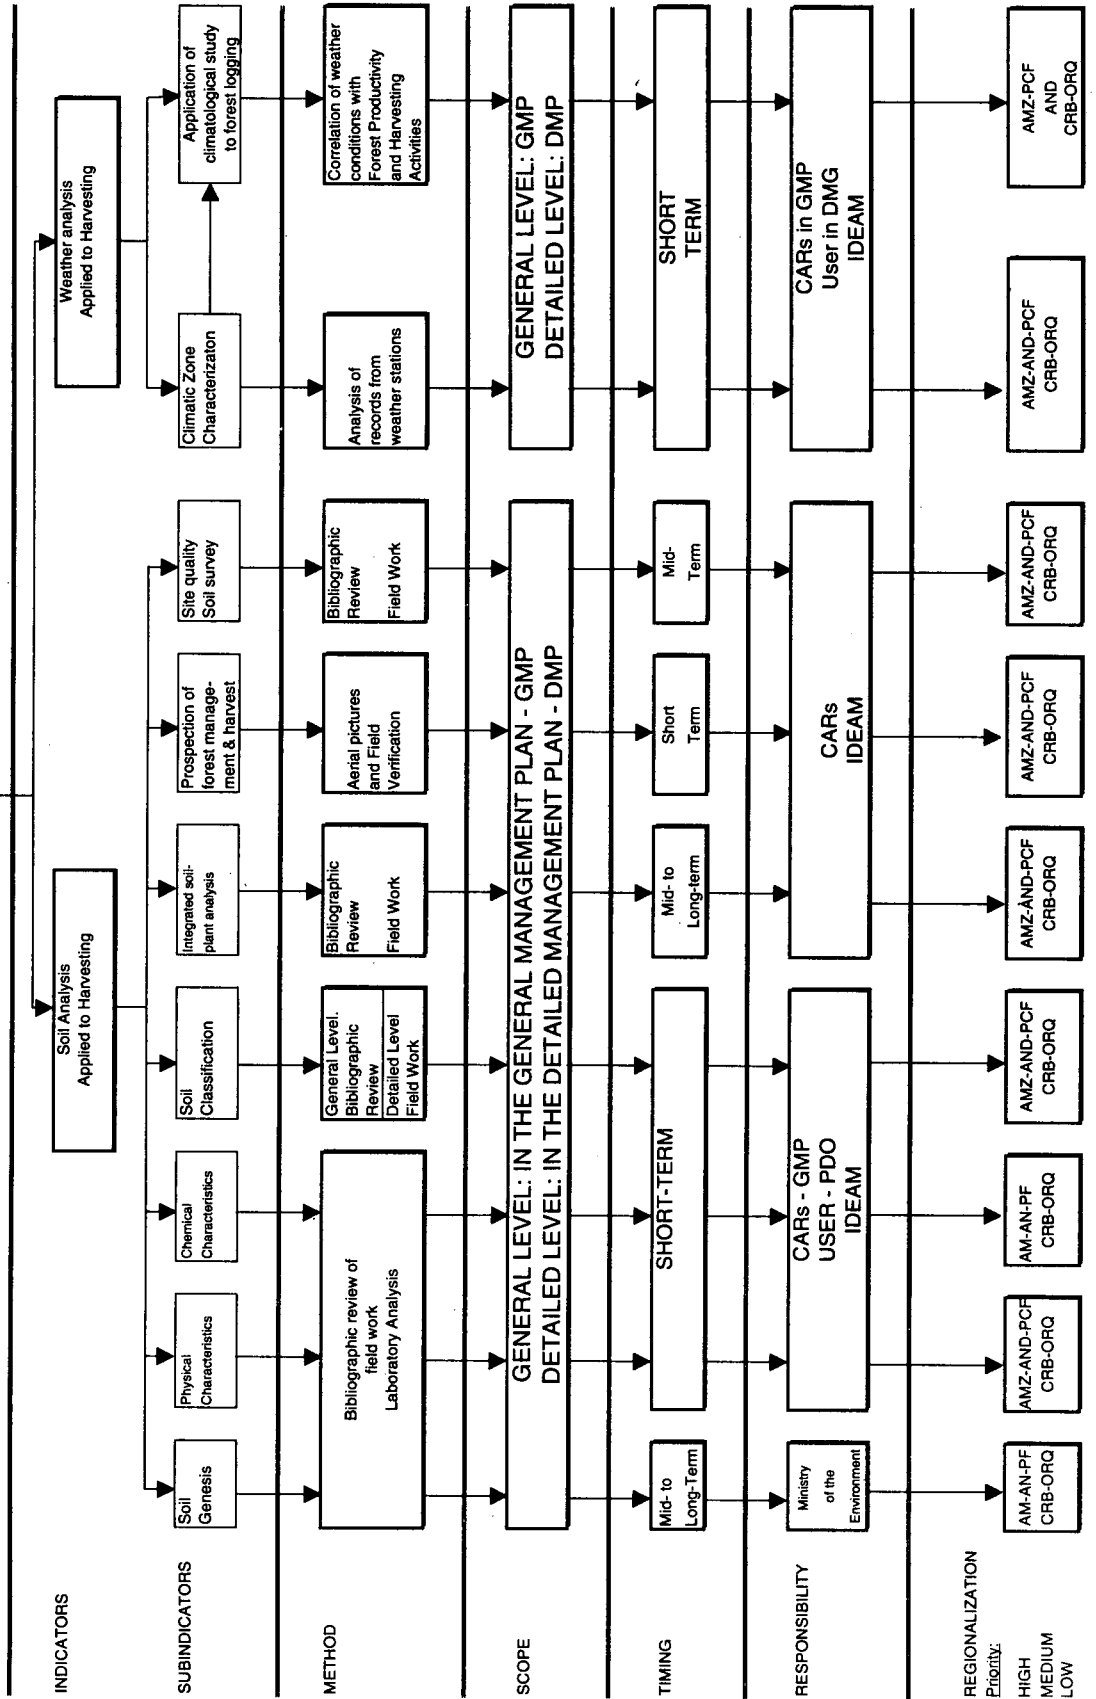 INDICATORS
Soil Analysis
Applied to Harvesting
Weather analysis
Applied to Harvesting
SUBINDICATORS
Soil
Genesis
Physical
Characteristics
Chemical
Characteristics
Soil
Classification
Integrated soil-
plant analysis
Prospection of
forest manage-
ment & harvest
Site quality
Soil survey
Climatic Zone
Characterizaton
Application of
climatological study
to forest logging
METHOD
Bibliographic review of
field work
Laboratory Analysis
General Level.
Bibliographic
Review
Detailed Level
Field Work
Bibliographic
Review
Field Work
Aerial pictures
and Field
Verification
Bibliographic
Review
Field Work
Analysis of
records from
weather stations
Correlation of weather
conditions with
Forest Productivity
and Harvesting
Activities
SCOPE
GENERAL LEVEL: IN THE GENERAL MANAGEMENT PLAN - GMP
DETAILED LEVEL: IN THE DETAILED MANAGEMENT PLAN - DMP
GENERAL LEVEL: GMP
DETAILED LEVEL: DMP
TIMING
Mid- to
Long-Term
SHORT-TERM
Mid- to
Long-term
Short
Term
Mid-
Term
SHORT
TERM
RESPONSIBILITY
Ministry
of the
Environment
CARs - GMP
USER - PDO
IDEAM
CARs
IDEAM
CARs in GMP
User in DMG
IDEAM
REGIONALIZATION
Priority:
HIGH
MEDIUM
LOW
AM-AN-PF
CRB-ORQ
AMZ-AND-PCF
CRB-ORQ
AM-AN-PF
CRB-ORQ
AMZ-AND-PCF
CRB-ORQ
AMZ-AND-PCF
CRB-ORQ
AMZ-AND-PCF
CRB-ORQ
AMZ-AND-PCF
CRB-ORQ
AMZ-AND-PCF
CRB-ORQ
AMZ-PCF
AND
CRB-ORQ